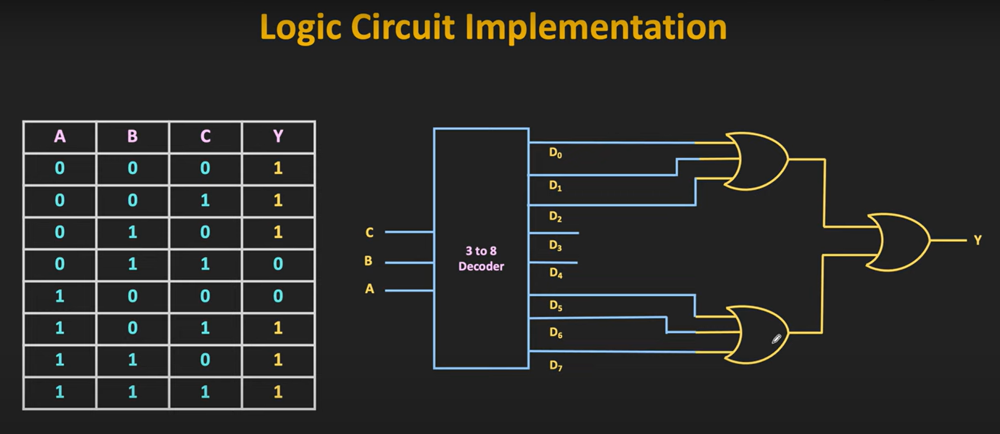 Logic Circuit Implementation
A B C Y
0 0 0 1
0 0 1 1
0 1 0 1
0 1 1 0
1 0 0 0
1 0 1 1
1 1 0 1
1 1 1 1
C
B
A
3 to 8
Decoder
D₀
D₁
D₂
D₃
D₄
D₅
D₆
D₇
Y